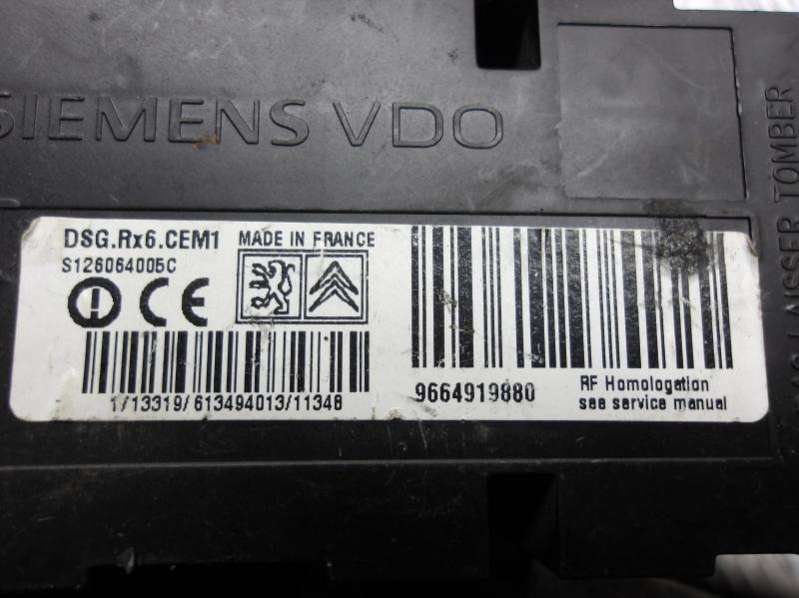 SIEMENS VDO
DSG.Rx6.CEM1
S126064005C
MADE IN FRANCE
CE
1/13319/613494013/11348
9664919880
RF Homologation
see service manual
LAISSER TOMBER